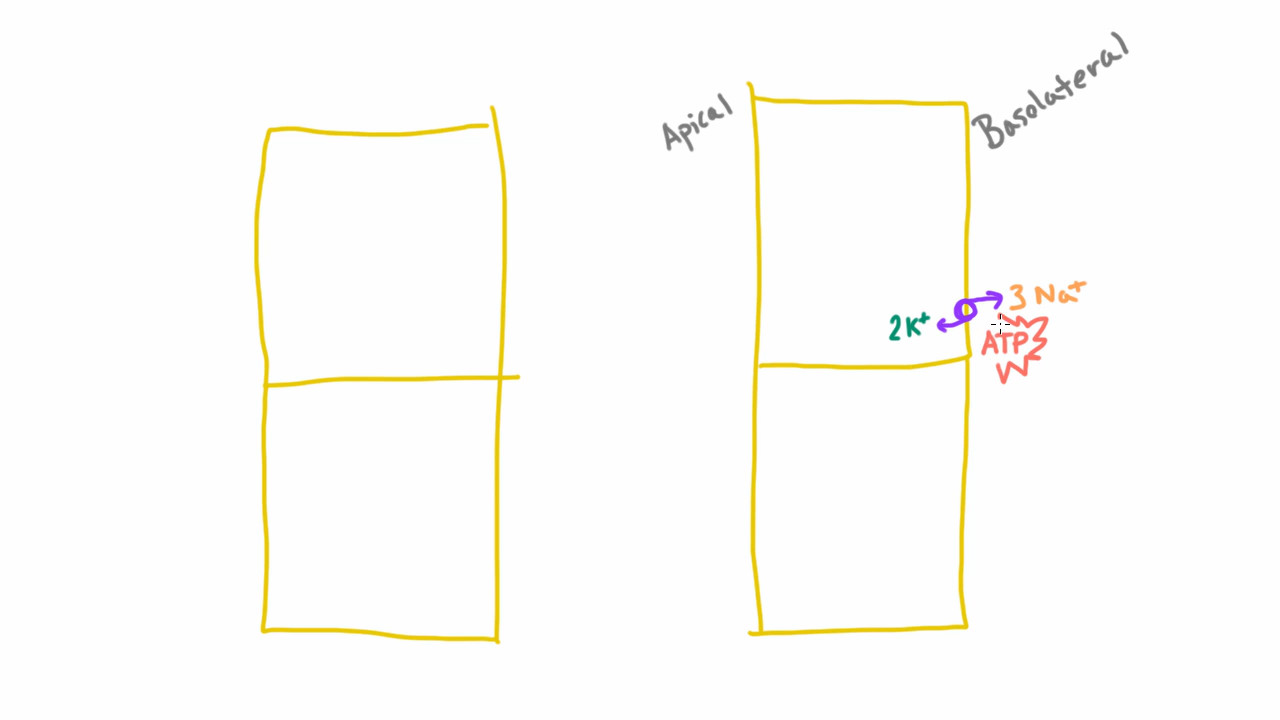 Apical
Basolateral
3 Na⁺
2K⁺
ATP